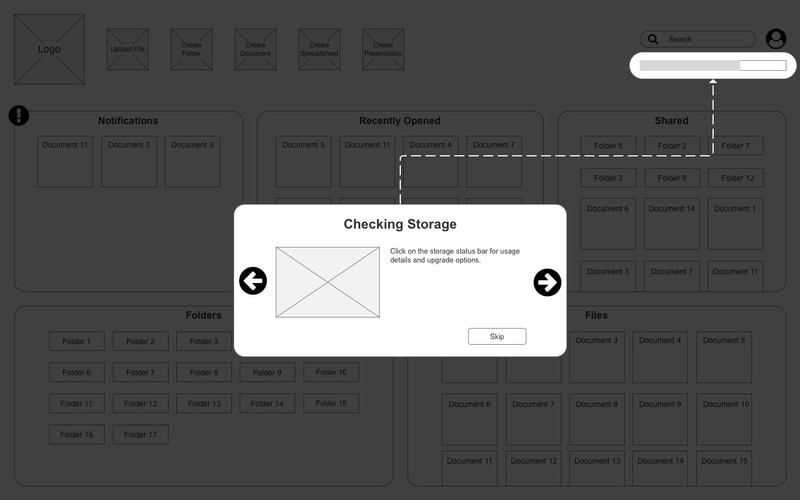 Logo
Upload File
Create
Folder
Create
Document
Create
Spreadsheet
Create
Presentation
Search
Notifications
Document 11
Document 3
Document 3
Recently Opened
Document 3
Document 11
Document 4
Document 7
Shared
Folder 5
Folder 2
Folder 7
Folder 3
Folder 9
Folder 12
Document 6
Document 14
Document 1
Document 3
Document 7
Document 11
Checking Storage
Click on the storage status bar for usage
details and upgrade options.
Skip
Folders
Folder 1
Folder 2
Folder 3
Folder 6
Folder 7
Folder 8
Folder 9
Folder 10
Folder 11
Folder 12
Folder 13
Folder 14
Folder 15
Folder 16
Folder 17
Files
Document 3
Document 4
Document 5
Document 6
Document 7
Document 8
Document 9
Document 10
Document 11
Document 12
Document 13
Document 14
Document 15